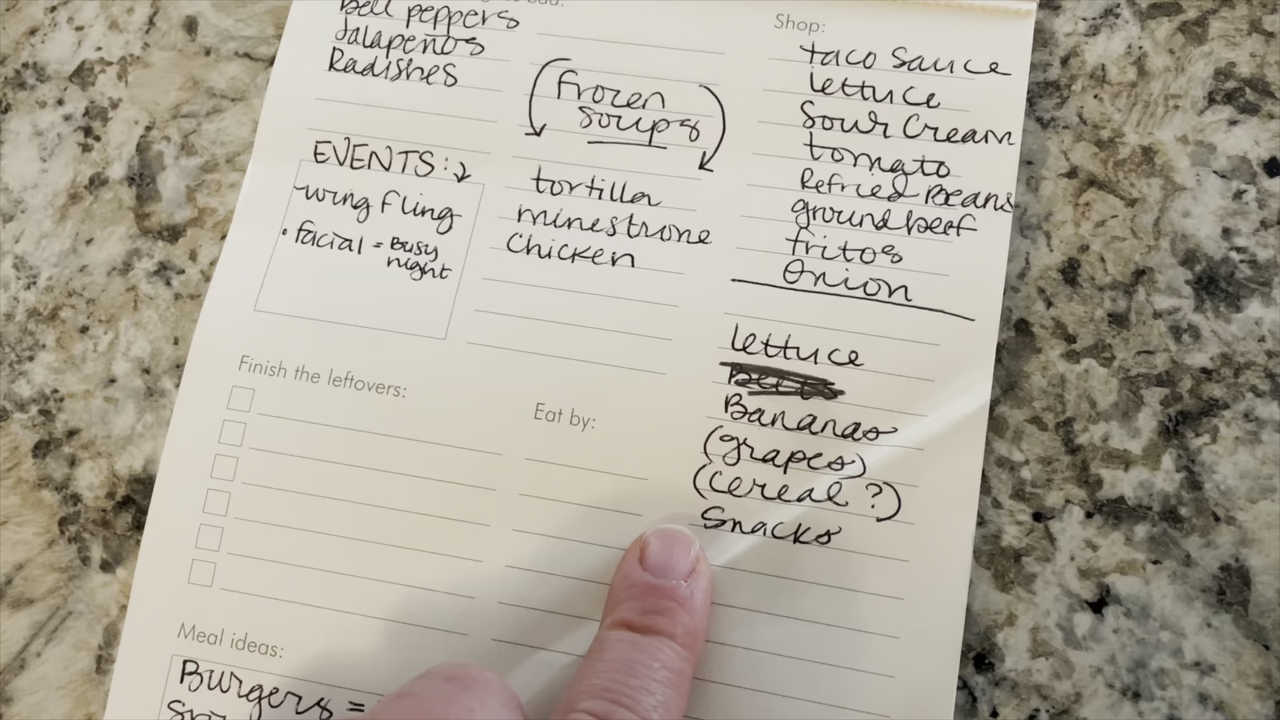 Bell peppers
Jalapeños
Radishes
EVENTS:
-wing fling
• facial = Busy
night
Frozen
Soups
tortilla
minestrone
Chicken
Shop:
taco Sauce
lettuce
Sour Cream
tomato
Refried Beans
ground beef
fritos
Onion
lettuce
Bananas
(grapes)
(cereal ?)
Snacks
Finish the leftovers:
Eat by:
Meal ideas:
Burgers =